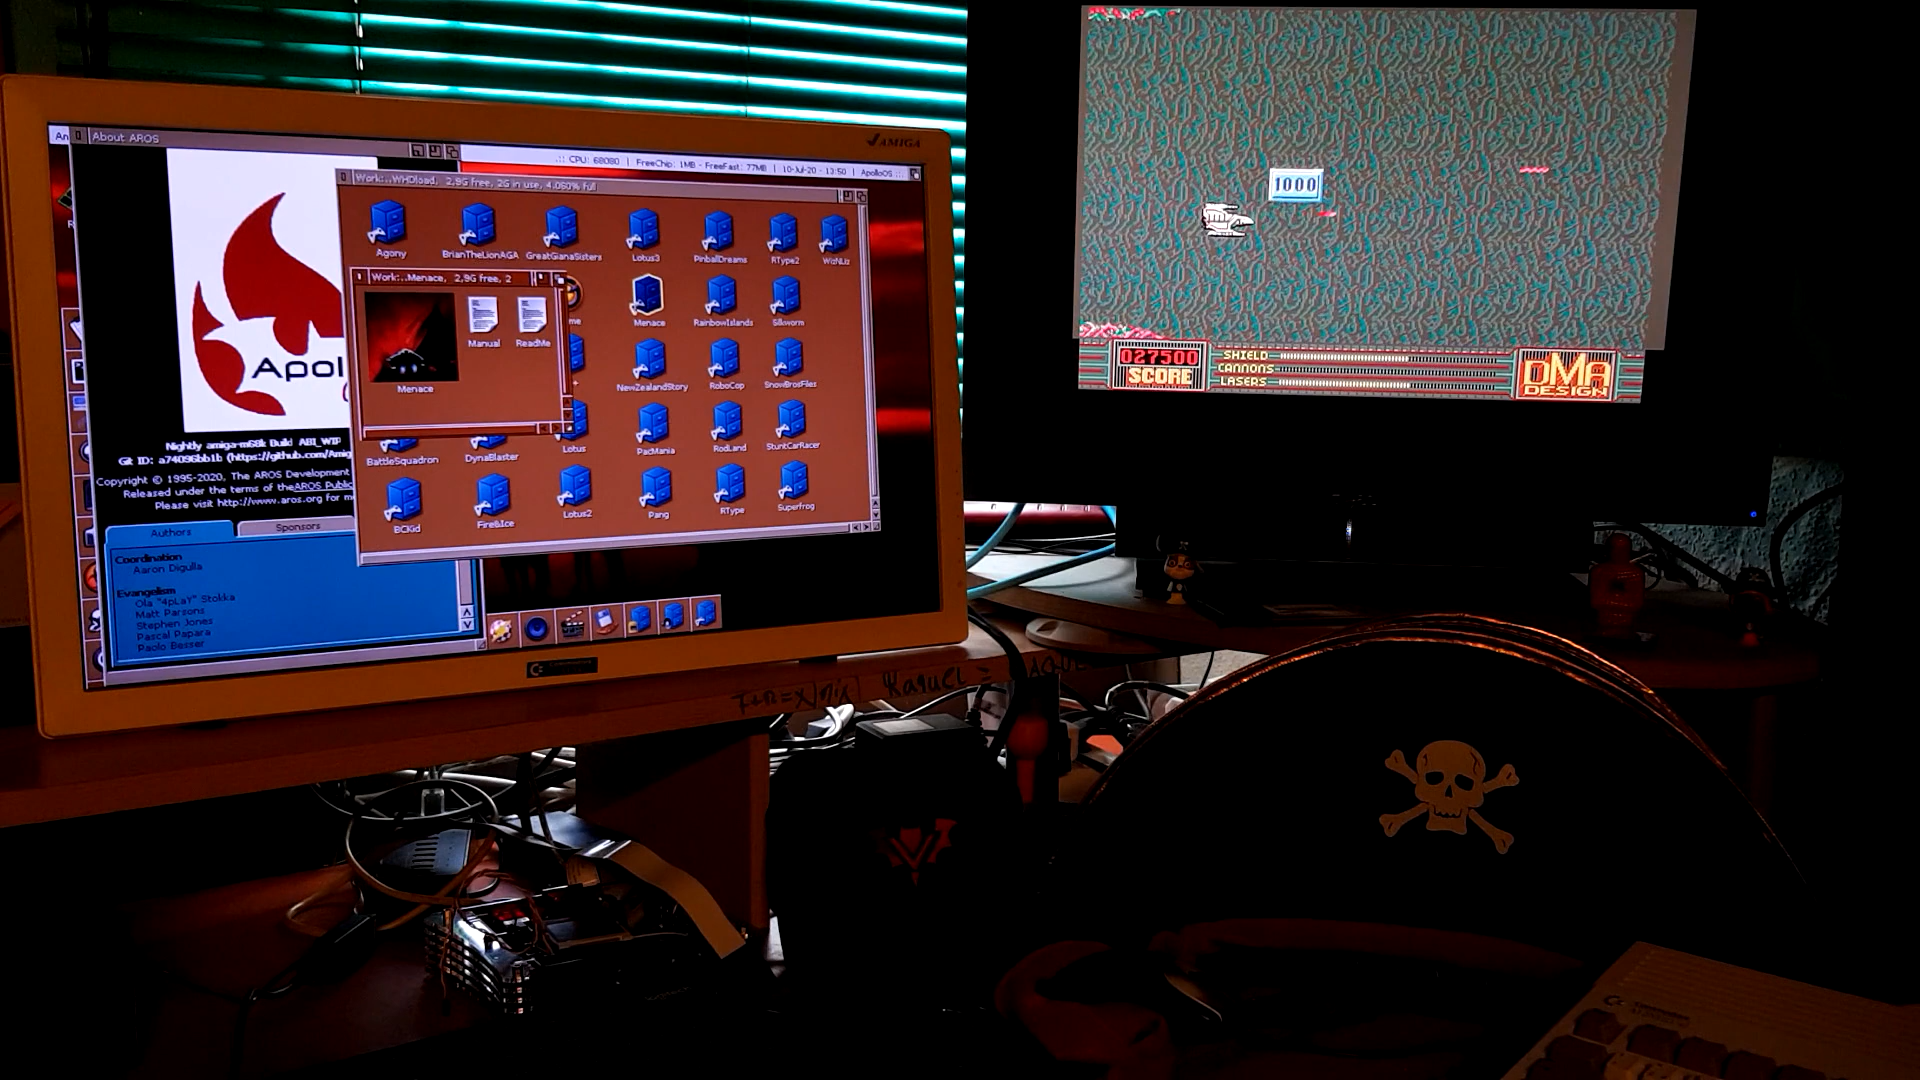 About AROS
AMIGA
.:: CPU: 68080 | FreeChip: 1MB - FreeFast: 77MB | 10-Jul-20 - 13:50 | ApolloOS ::.
Work:..WHDload, 2,9G free, 2G in use, 4.060% full
Agony
BrianTheLionAGA
GreatGianaSisters
Lotus3
PinballDreams
RType2
WizNLiz
Work:..Menace, 2,9G free, 2
Manual
ReadMe
Menace
Menace
RainbowIslands
Silkworm
NewZealandStory
RoboCop
SnowBrosFiles
BattleSquadron
DynaBlaster
Lotus
PacMania
RodLand
StuntCarRacer
BCKid
Fire&Ice
Lotus2
Pang
RType
Superfrog
Apol
Nightly amiga-m68k Build ABI_WIP
Git ID: a74096bb1b (https://github.com/Amig
Copyright © 1995-2020, The AROS Development
Released under the terms of the AROS Public
Please visit http://www.aros.org for m
Authors
Sponsors
Coordination
Aaron Digulla
Evangelism
Ola "4pLaY" Stokka
Matt Parsons
Stephen Jones
Pascal Papara
Paolo Besser
1000
027500
SCORE
SHIELD
CANNONS
LASERS
DMA
DESIGN